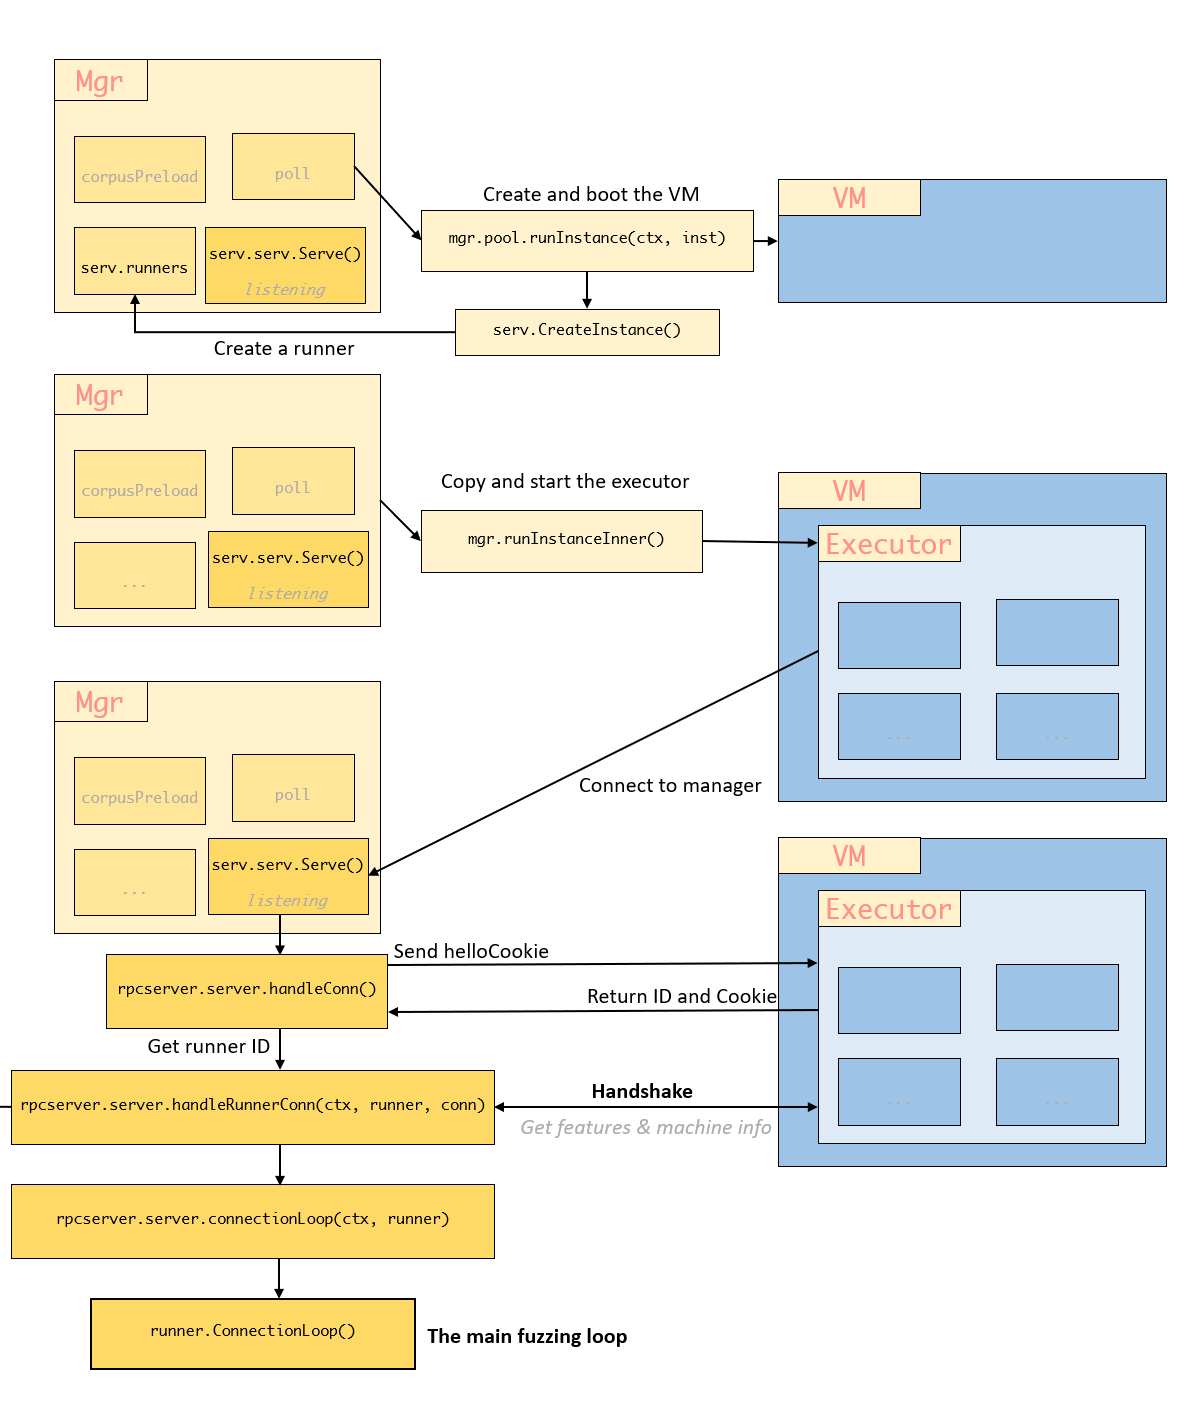 Mgr
corpusPreload
poll
serv.runners
serv.serv.Serve()
listening
Create and boot the VM
mgr.pool.runInstance(ctx, inst)
serv.CreateInstance()
Create a runner
VM
Mgr
corpusPreload
poll
...
serv.serv.Serve()
listening
Copy and start the executor
mgr.runInstanceInner()
VM
Executor
...
...
Connect to manager
Mgr
corpusPreload
poll
...
serv.serv.Serve()
listening
VM
Executor
...
...
rpcserver.server.handleConn()
Send helloCookie
Return ID and Cookie
Get runner ID
rpcserver.server.handleRunnerConn(ctx, runner, conn)
Handshake
Get features & machine info
rpcserver.server.connectionLoop(ctx, runner)
runner.ConnectionLoop()
The main fuzzing loop